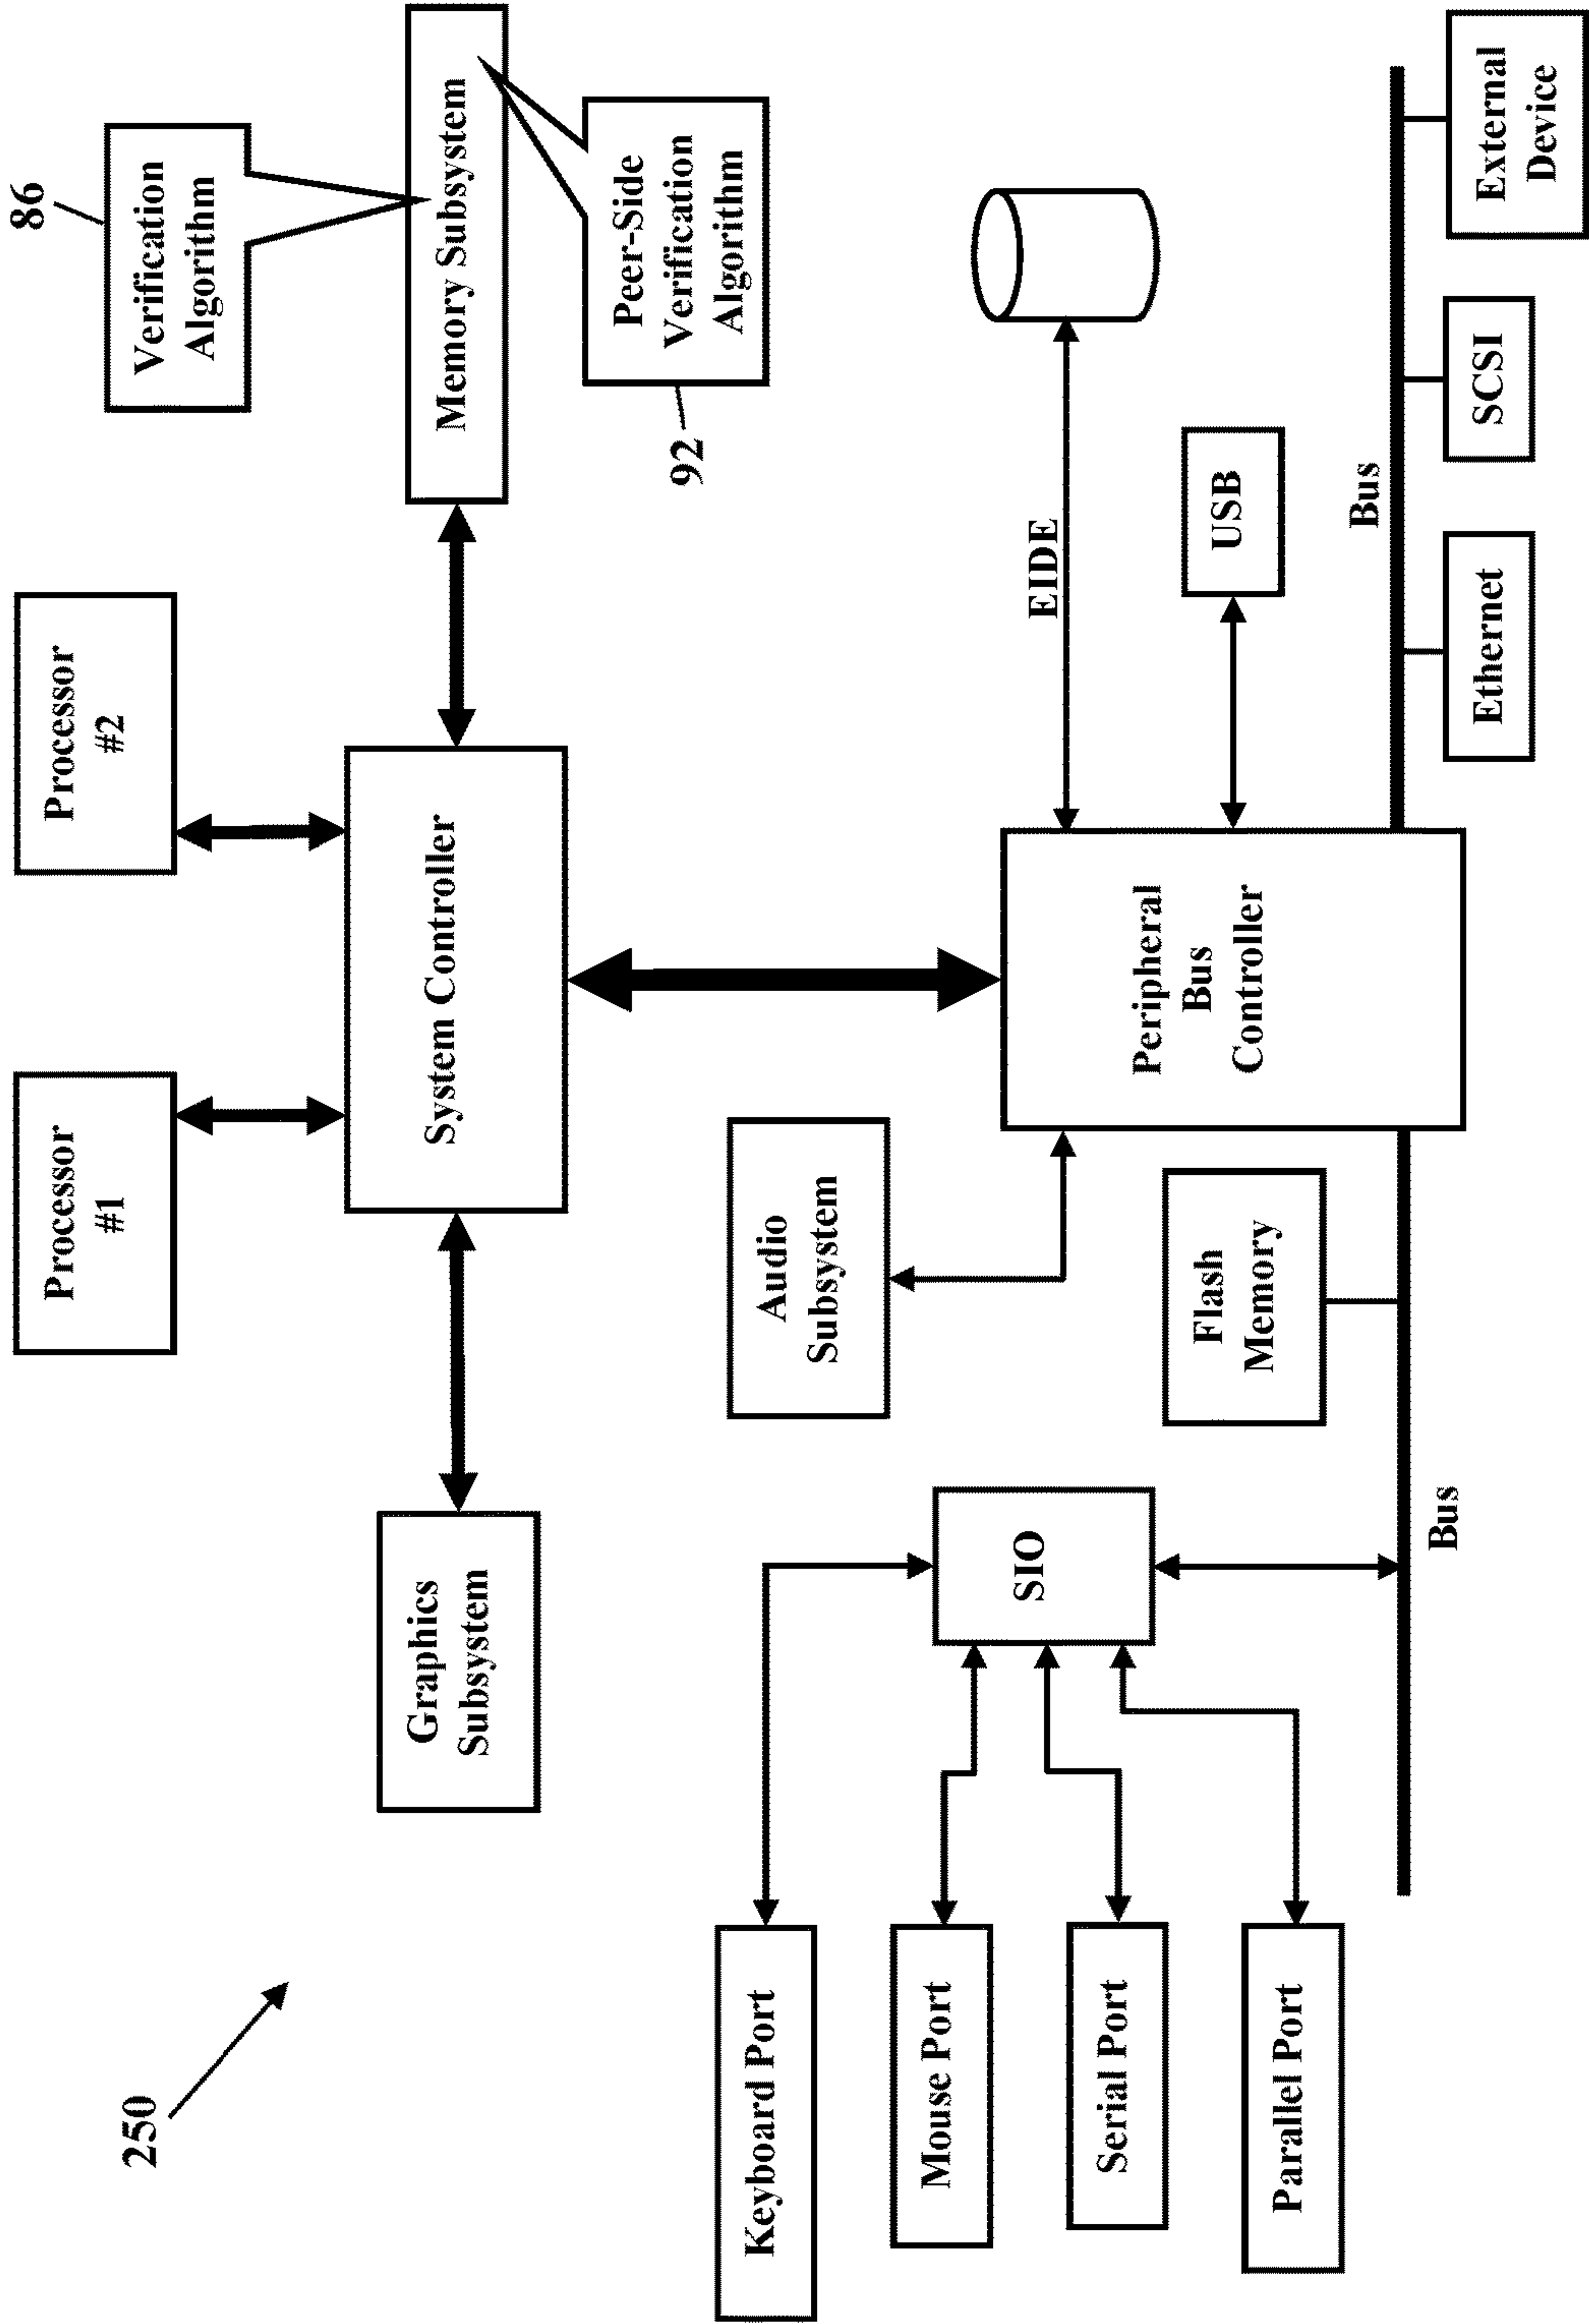 250
Processor
#1
Processor
#2
86
Verification
Algorithm
Graphics
Subsystem
System Controller
Memory Subsystem
Peer-Side
Verification
Algorithm
92
Keyboard Port
Mouse Port
Serial Port
Parallel Port
SIO
Audio
Subsystem
Flash
Memory
Peripheral
Bus
Controller
EIDE
USB
Bus
Bus
Ethernet
SCSI
External
Device